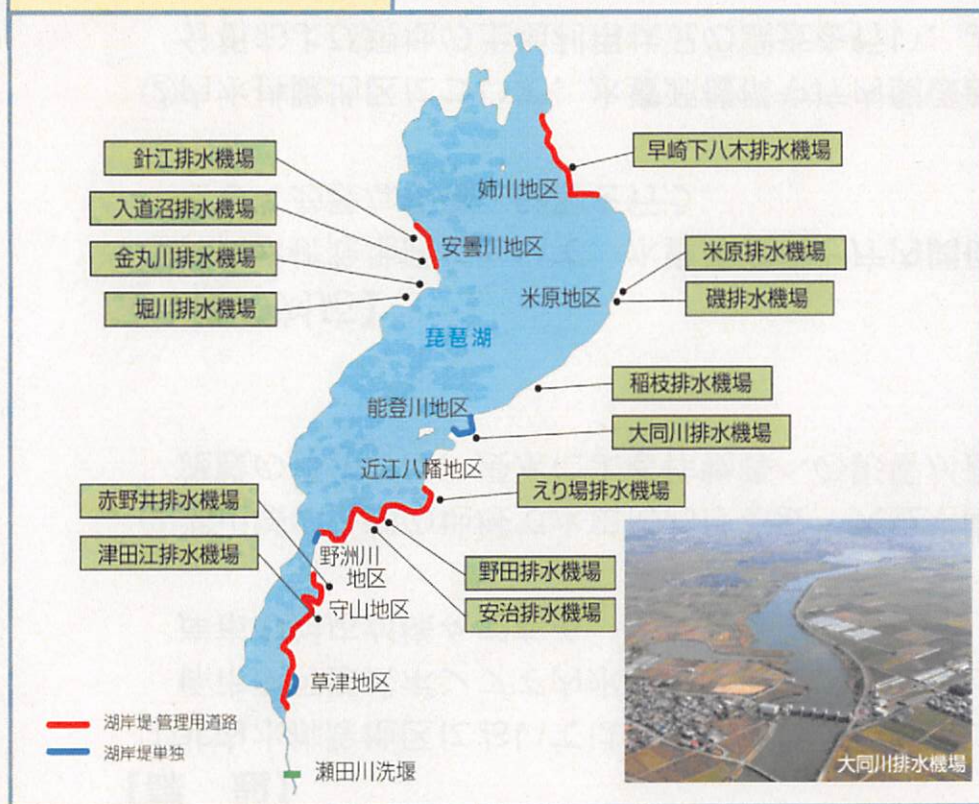 針江排水機場
入道沼排水機場
金丸川排水機場
堀川排水機場
早崎下八木排水機場
姉川地区
安曇川地区
米原排水機場
米原地区
磯排水機場
琵琶湖
稲枝排水機場
能登川地区
大同川排水機場
近江八幡地区
えり場排水機場
赤野井排水機場
津田江排水機場
野洲川
地区
野田排水機場
安治排水機場
守山地区
草津地区
湖岸堤・管理用道路
湖岸堤単独
瀬田川洗堰
大同川排水機場